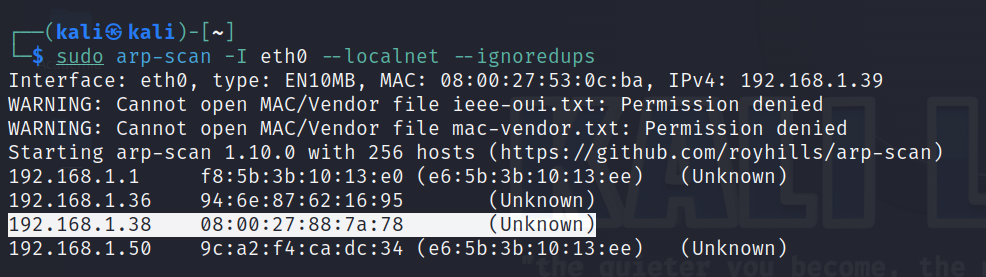 ┌──(kali㉿kali)-[~]
└─$ sudo arp-scan -I eth0 --localnet --ignoredups
Interface: eth0, type: EN10MB, MAC: 08:00:27:53:0c:ba, IPv4: 192.168.1.39
WARNING: Cannot open MAC/Vendor file ieee-oui.txt: Permission denied
WARNING: Cannot open MAC/Vendor file mac-vendor.txt: Permission denied
Starting arp-scan 1.10.0 with 256 hosts (https://github.com/royhills/arp-scan)
192.168.1.1     f8:5b:3b:10:13:e0 (e6:5b:3b:10:13:ee)   (Unknown)
192.168.1.36    94:6e:87:62:16:95       (Unknown)
192.168.1.38    08:00:27:88:7a:78       (Unknown)
192.168.1.50    9c:a2:f4:ca:dc:34 (e6:5b:3b:10:13:ee)   (Unknown)
KALI L
"the quieter you become, the